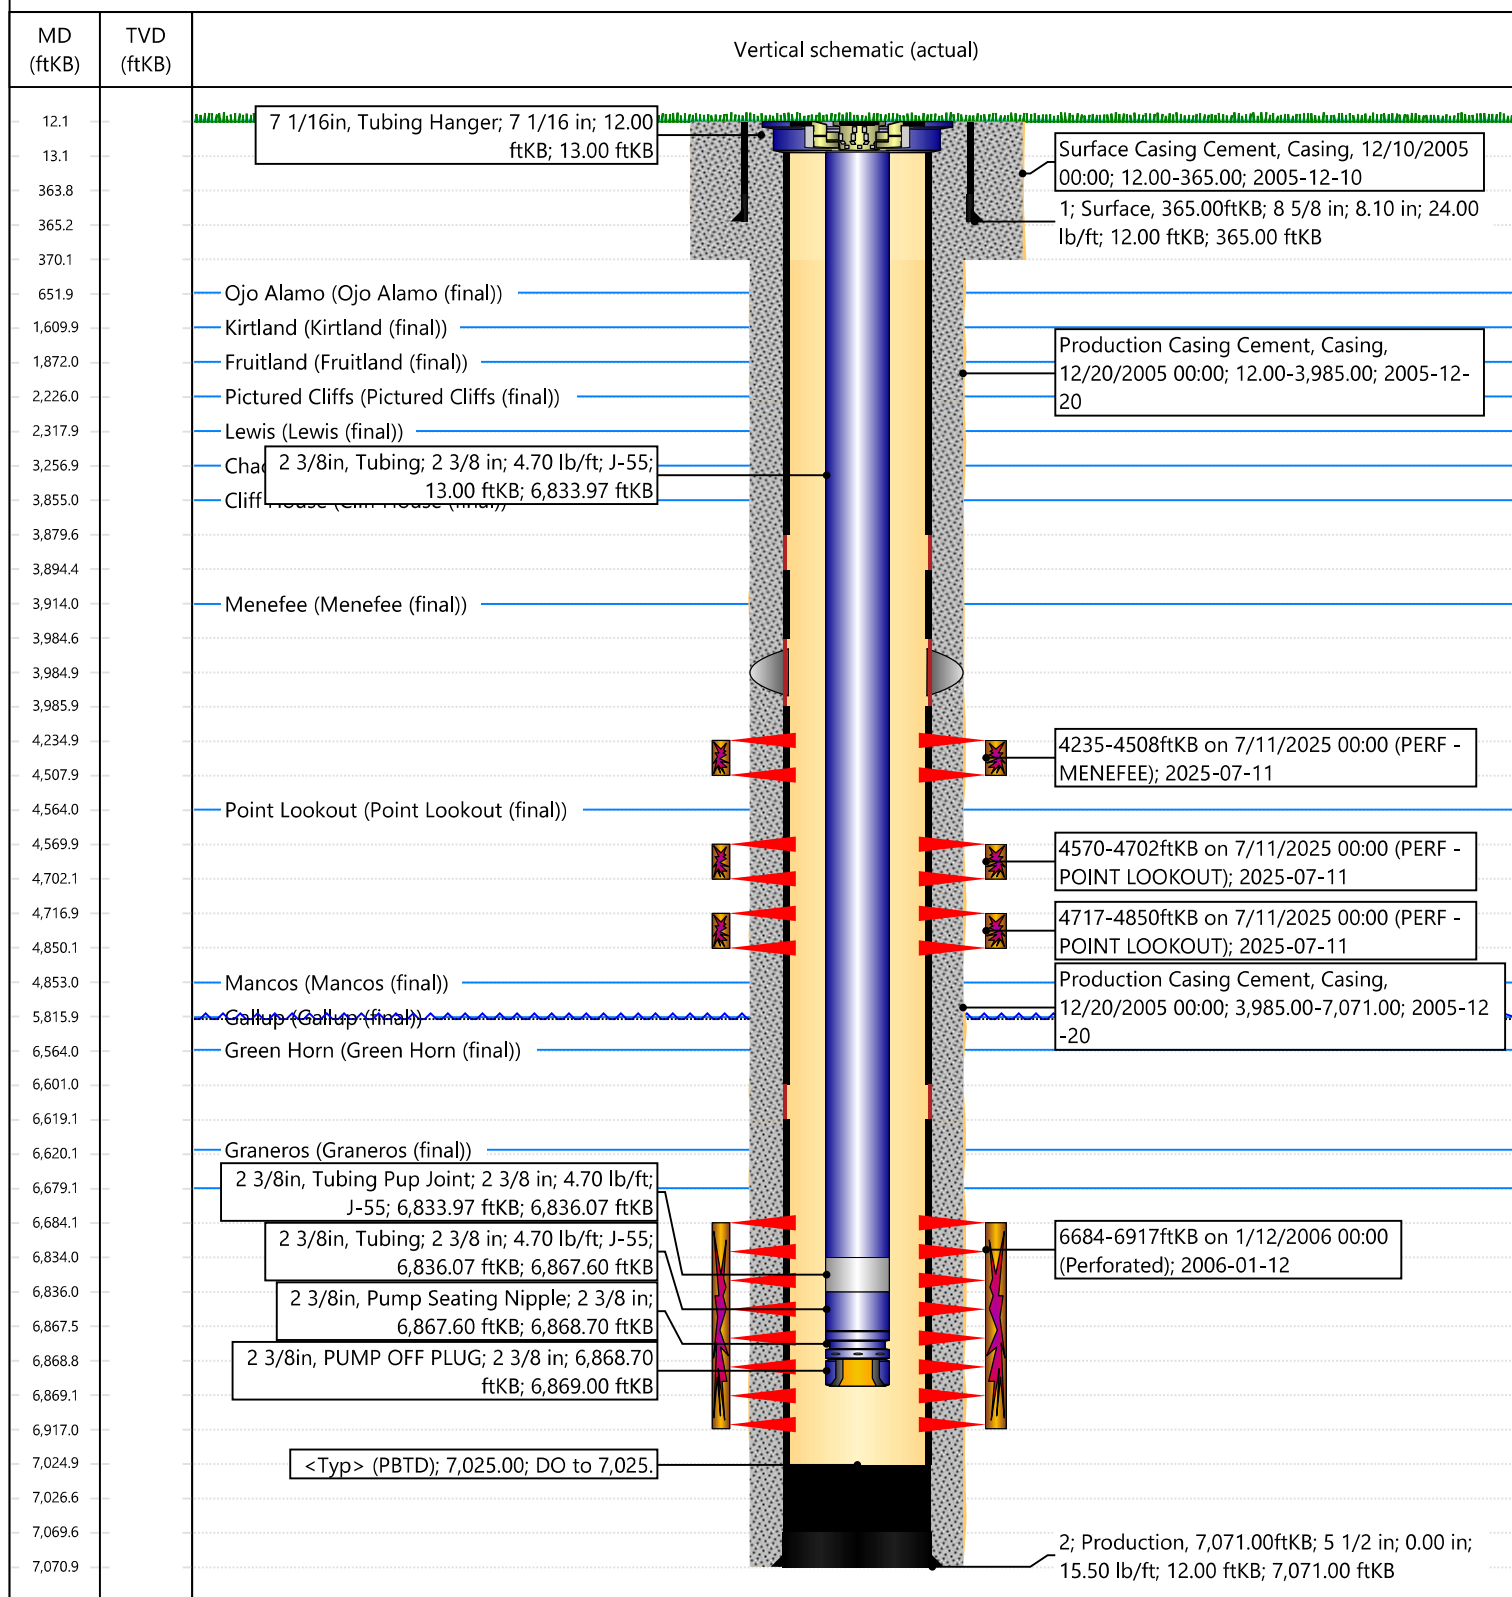 MD
(ftKB)
TVD
(ftKB)
Vertical schematic (actual)
12.1
13.1
363.8
365.2
370.1
651.9
1,609.9
1,872.0
2,226.0
2,317.9
3,256.9
3,855.0
3,879.6
3,894.4
3,914.0
3,984.6
3,984.9
3,985.9
4,234.9
4,507.9
4,564.0
4,569.9
4,702.1
4,716.9
4,850.1
4,853.0
5,815.9
6,564.0
6,601.0
6,619.1
6,620.1
6,679.1
6,684.1
6,834.0
6,836.0
6,867.5
6,868.8
6,869.1
6,917.0
7,024.9
7,026.6
7,069.6
7,070.9
7 1/16in, Tubing Hanger; 7 1/16 in; 12.00
ftKB; 13.00 ftKB
Ojo Alamo (Ojo Alamo (final))
Kirtland (Kirtland (final))
Fruitland (Fruitland (final))
Pictured Cliffs (Pictured Cliffs (final))
Lewis (Lewis (final))
2 3/8in, Tubing; 2 3/8 in; 4.70 lb/ft; J-55;
13.00 ftKB; 6,833.97 ftKB
Cliff House (Cliff House (final))
Menefee (Menefee (final))
Point Lookout (Point Lookout (final))
Mancos (Mancos (final))
Gallup (Gallup (final))
Green Horn (Green Horn (final))
Graneros (Graneros (final))
2 3/8in, Tubing Pup Joint; 2 3/8 in; 4.70 lb/ft;
J-55; 6,833.97 ftKB; 6,836.07 ftKB
2 3/8in, Tubing; 2 3/8 in; 4.70 lb/ft; J-55;
6,836.07 ftKB; 6,867.60 ftKB
2 3/8in, Pump Seating Nipple; 2 3/8 in;
6,867.60 ftKB; 6,868.70 ftKB
2 3/8in, PUMP OFF PLUG; 2 3/8 in; 6,868.70
ftKB; 6,869.00 ftKB
<Typ> (PBTD); 7,025.00; DO to 7,025.
Surface Casing Cement, Casing, 12/10/2005
00:00; 12.00-365.00; 2005-12-10
1; Surface, 365.00ftKB; 8 5/8 in; 8.10 in; 24.00
lb/ft; 12.00 ftKB; 365.00 ftKB
Production Casing Cement, Casing,
12/20/2005 00:00; 12.00-3,985.00; 2005-12-
20
4235-4508ftKB on 7/11/2025 00:00 (PERF -
MENEFEE); 2025-07-11
4570-4702ftKB on 7/11/2025 00:00 (PERF -
POINT LOOKOUT); 2025-07-11
4717-4850ftKB on 7/11/2025 00:00 (PERF -
POINT LOOKOUT); 2025-07-11
Production Casing Cement, Casing,
12/20/2005 00:00; 3,985.00-7,071.00; 2005-12
-20
6684-6917ftKB on 1/12/2006 00:00
(Perforated); 2006-01-12
2; Production, 7,071.00ftKB; 5 1/2 in; 0.00 in;
15.50 lb/ft; 12.00 ftKB; 7,071.00 ftKB